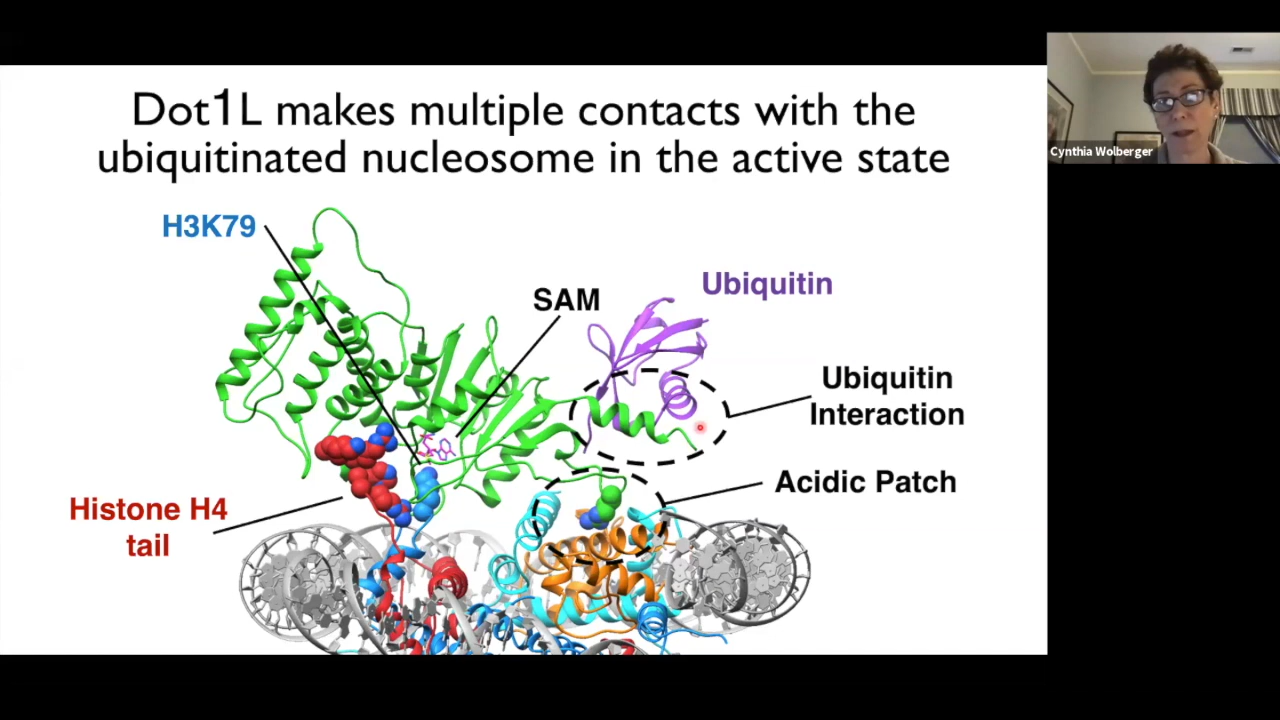 Dot1L makes multiple contacts with the
ubiquitinated nucleosome in the active state
H3K79
Ubiquitin
SAM
Ubiquitin
Interaction
Acidic Patch
Histone H4
tail
Cynthia Wolberger